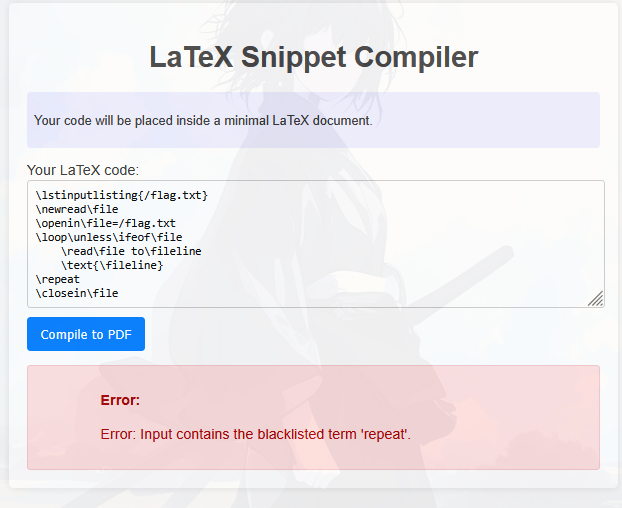 LaTeX Snippet Compiler
Your code will be placed inside a minimal LaTeX document.
Your LaTeX code:
\lstinputlisting{/flag.txt}
\newread\file
\openin\file=/flag.txt
\loop\unless\ifeof\file
    \read\file to\fileline
    \text{\fileline}
\repeat
\closein\file
Compile to PDF
Error:
Error: Input contains the blacklisted term 'repeat'.